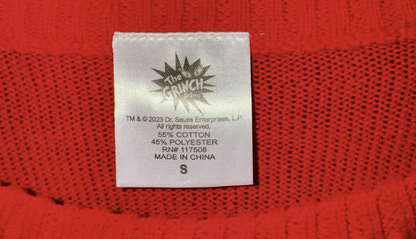 The
GRINCH
TM & © 2023 Dr. Seuss Enterprises, L.P.
All rights reserved.
55% COTTON
45% POLYESTER
RN# 117508
MADE IN CHINA
S